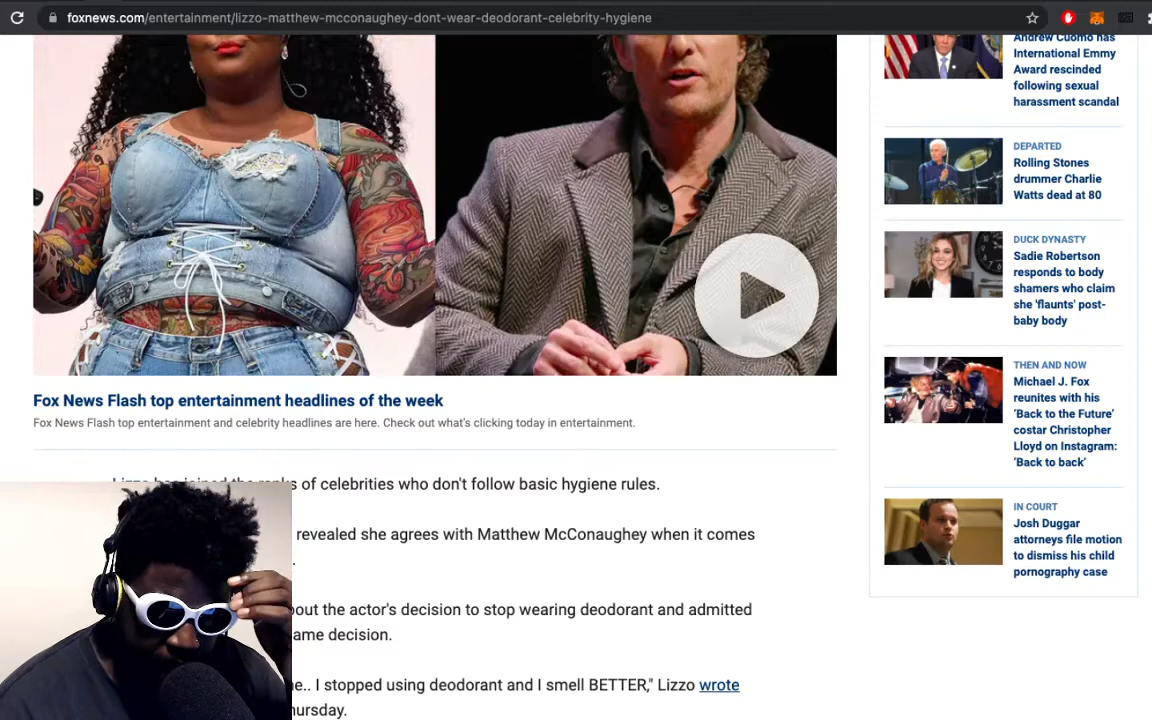 foxnews.com/entertainment/lizzo-matthew-mcconaughey-dont-wear-deodorant-celebrity-hygiene
Fox News Flash top entertainment headlines of the week
Fox News Flash top entertainment and celebrity headlines are here. Check out what's clicking today in entertainment.
Lizzo has joined the ranks of celebrities who don't follow basic hygiene rules.
revealed she agrees with Matthew McConaughey when it comes
the actor's decision to stop wearing deodorant and admitted
decision.
I stopped using deodorant and I smell BETTER," Lizzo wrote
Andrew Cuomo has
International Emmy
Award rescinded
following sexual
harassment scandal
DEPARTED
Rolling Stones
drummer Charlie
Watts dead at 80
DUCK DYNASTY
Sadie Robertson
responds to body
shamers who claim
she 'flaunts' post-
baby body
THEN AND NOW
Michael J. Fox
reunites with his
'Back to the Future'
costar Christopher
Lloyd on Instagram:
'Back to back'
IN COURT
Josh Duggar
attorneys file motion
to dismiss his child
pornography case